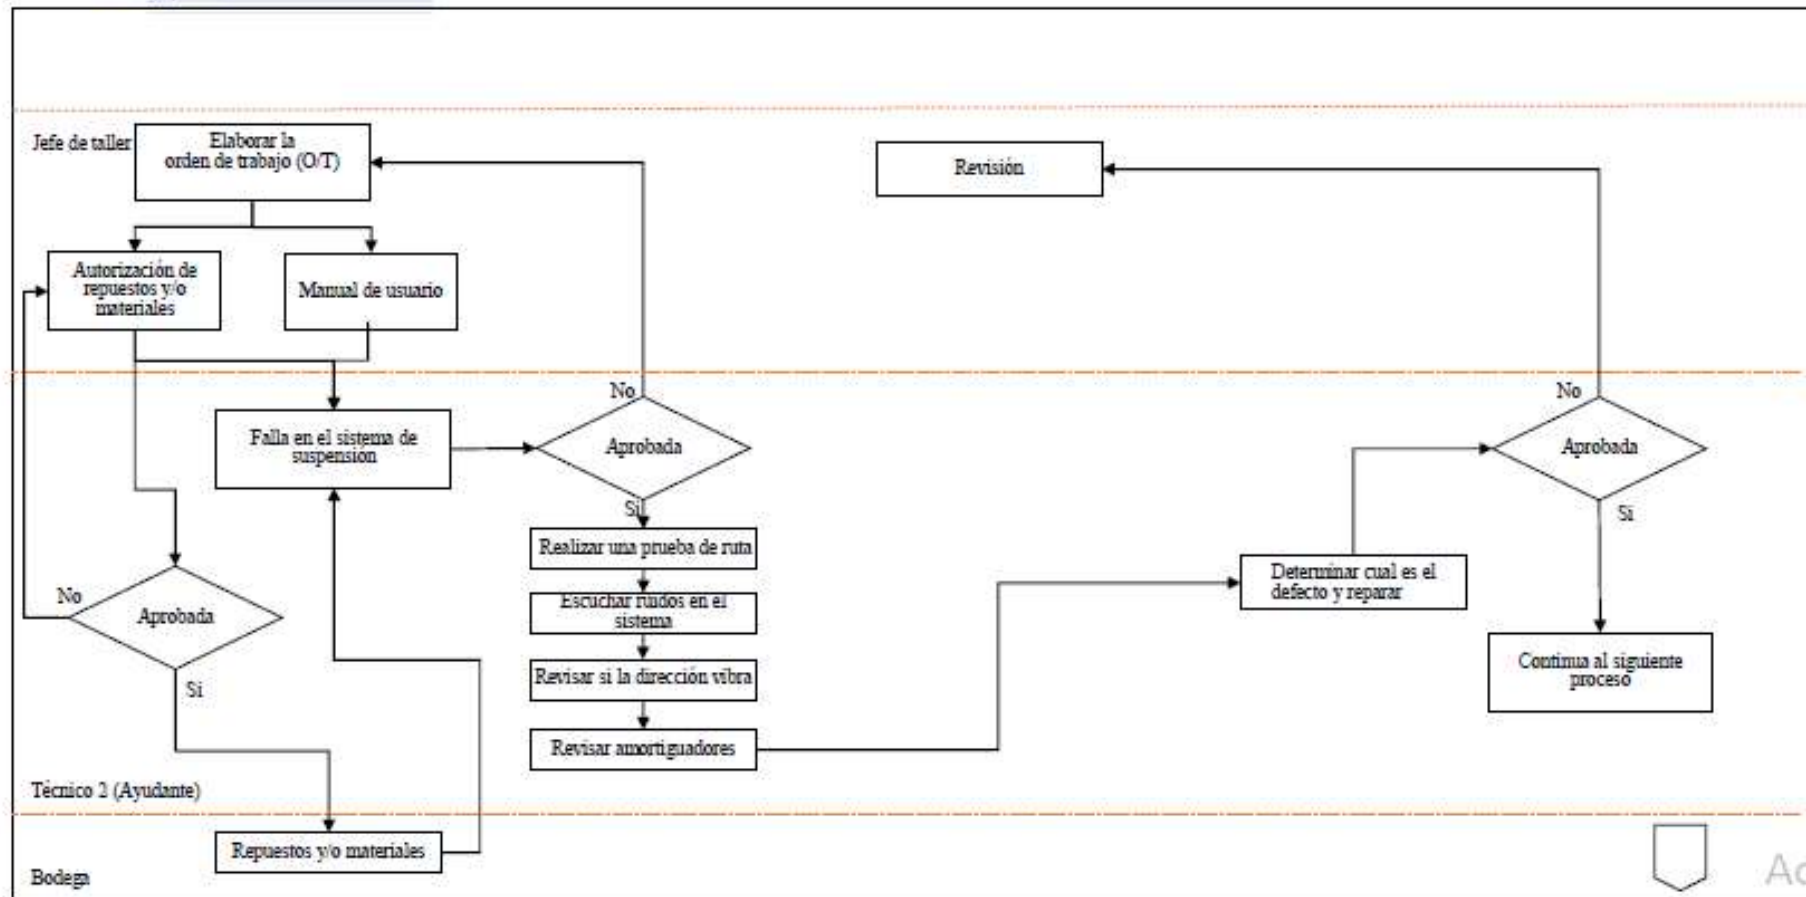 Jefe de taller
Elaborar la
orden de trabajo (O/T)
Revisión
Autorización de
repuestos y/o
materiales
Manual de usuario
No
No
Falla en el sistema de
suspensión
Aprobada
Aprobada
Si
Si
Realizar una prueba de ruta
Escuchar ruidos en el
sistema
Determinar cual es el
defecto y reparar
No
Aprobada
Revisar si la dirección vibra
Continua al siguiente
proceso
Si
Revisar amortiguadores
Técnico 2 (Ayudante)
Repuestos y/o materiales
Bodega
Ac